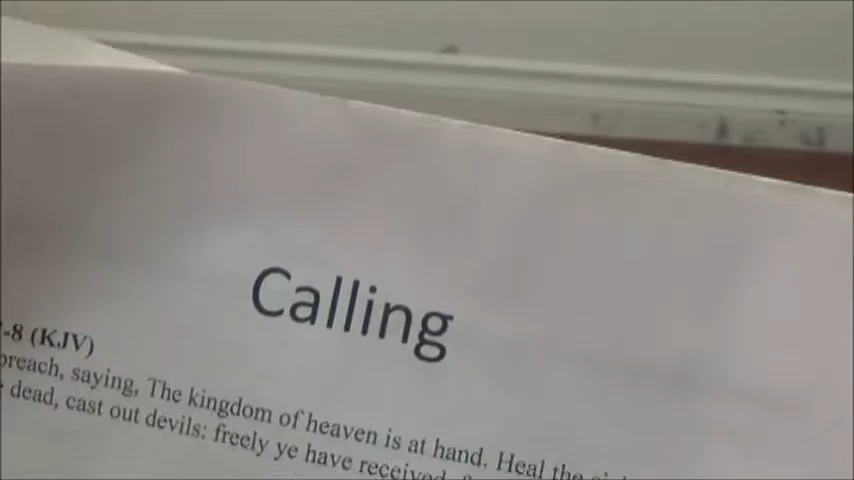 Calling
-8 (KJV)
preach, saying, The kingdom of heaven is at hand. Heal the
dead, cast out devils: freely ye have received,